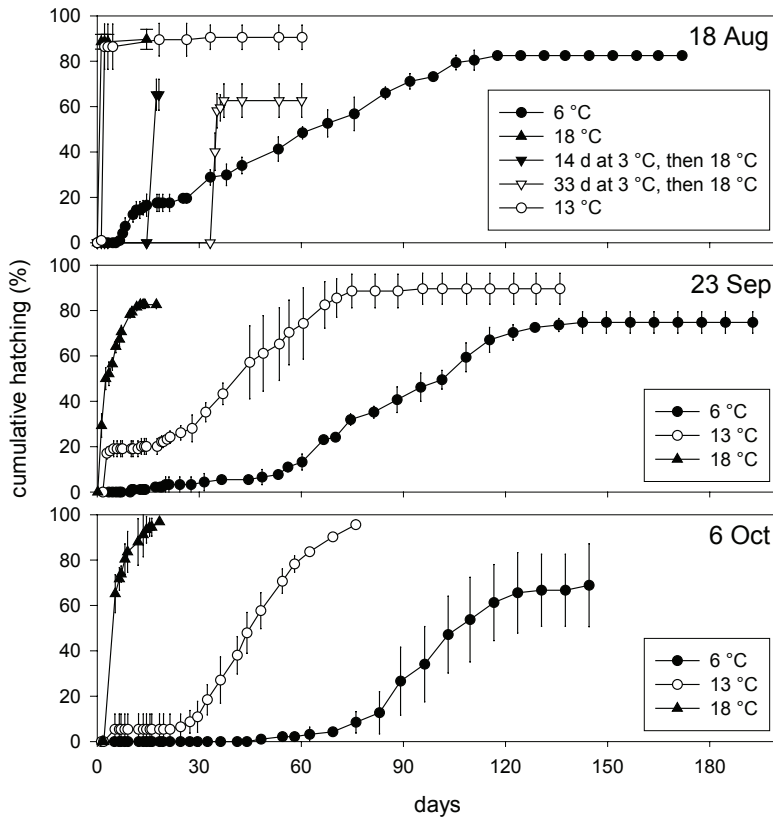 100
80
60
40
20
0
18 Aug
6 °C
18 °C
14 d at 3 °C, then 18 °C
33 d at 3 °C, then 18 °C
13 °C
cumulative hatching (%)
100
80
60
40
20
0
23 Sep
6 °C
13 °C
18 °C
100
80
60
40
20
0
6 Oct
6 °C
13 °C
18 °C
0 30 60 90 120 150 180
days